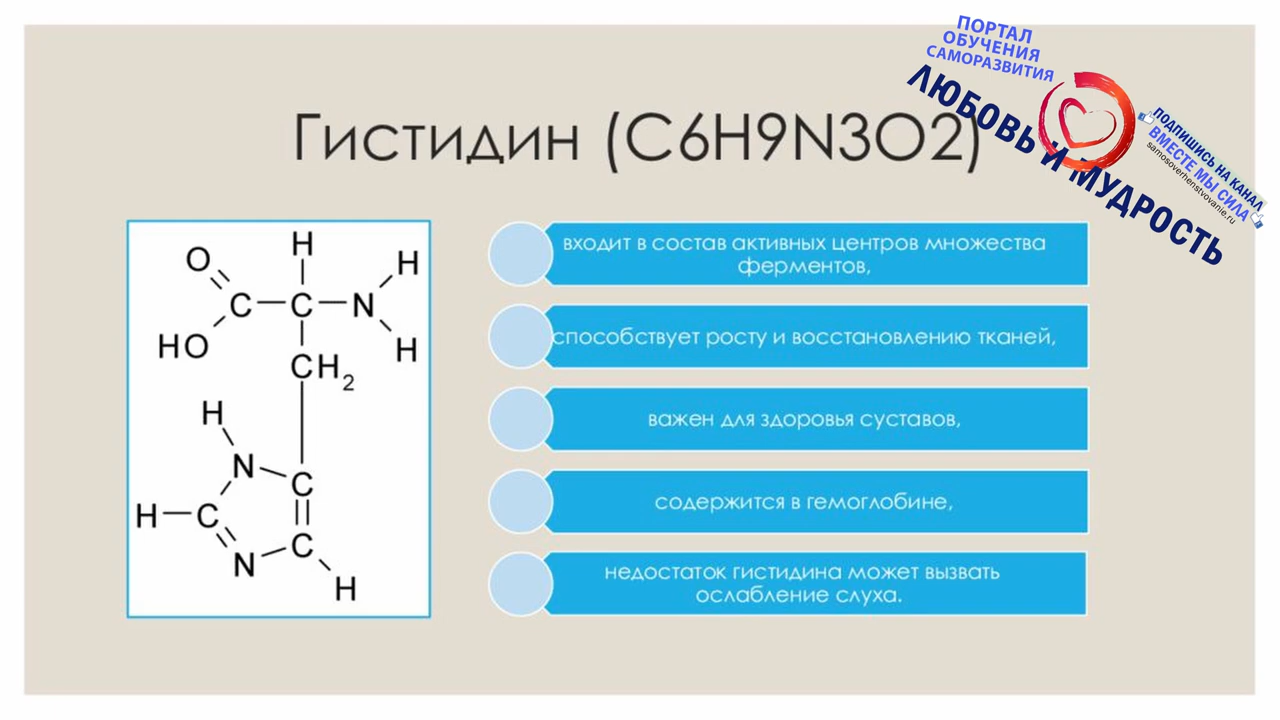 ПОРТАЛ
ОБУЧЕНИЯ
САМОРАЗВИТИЯ
ЛЮБОВЬ И МУДРОСТЬ
ПОДПИШИСЬ НА КАНАЛ
ВМЕСТЕ МЫ СИЛА
samosoverhenstvovanie.ru
Гистидин (C6H9N3O2)
H
O
H
C
C
N
HO
H
CH2
H
N
C
H
C
C
N
H
входит в состав активных центров множества
ферментов,
способствует росту и восстановлению тканей,
важен для здоровья суставов,
содержится в гемоглобине,
недостаток гистидина может вызвать
ослабление слуха.